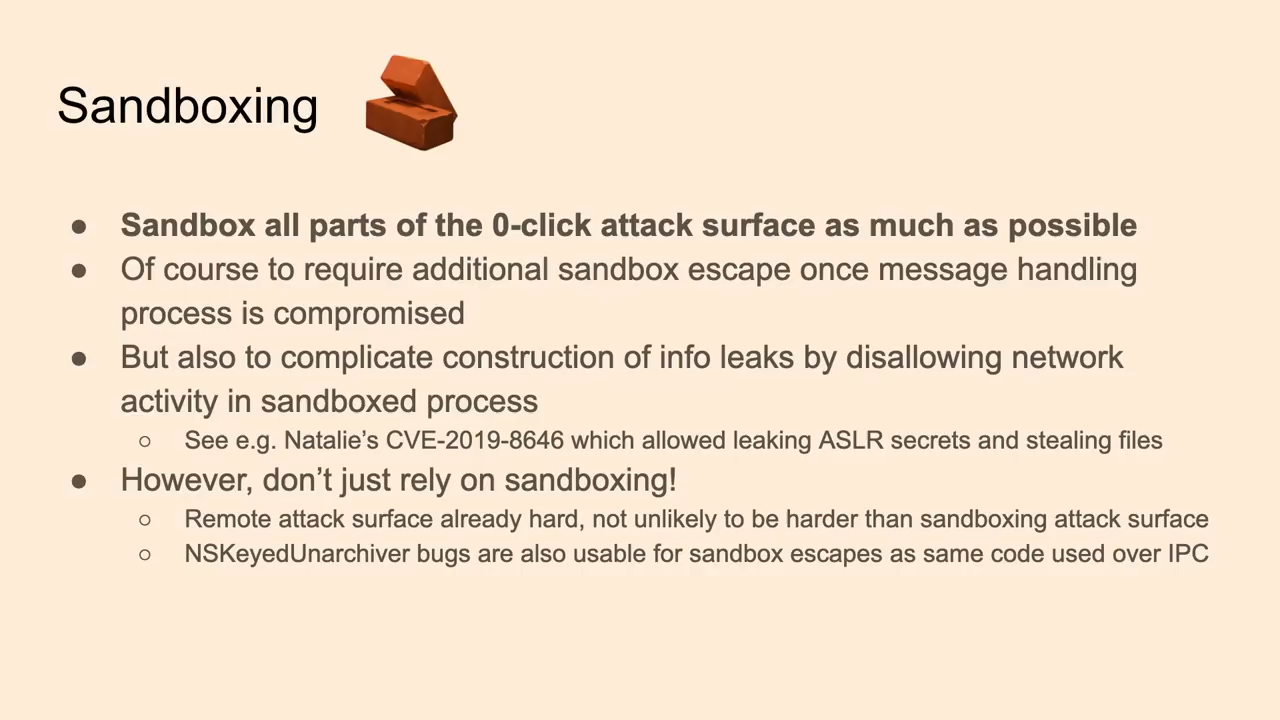 Sandboxing
● Sandbox all parts of the 0-click attack surface as much as possible
● Of course to require additional sandbox escape once message handling
process is compromised
● But also to complicate construction of info leaks by disallowing network
activity in sandboxed process
○ See e.g. Natalie’s CVE-2019-8646 which allowed leaking ASLR secrets and stealing files
● However, don’t just rely on sandboxing!
○ Remote attack surface already hard, not unlikely to be harder than sandboxing attack surface
○ NSKeyedUnarchiver bugs are also usable for sandbox escapes as same code used over IPC